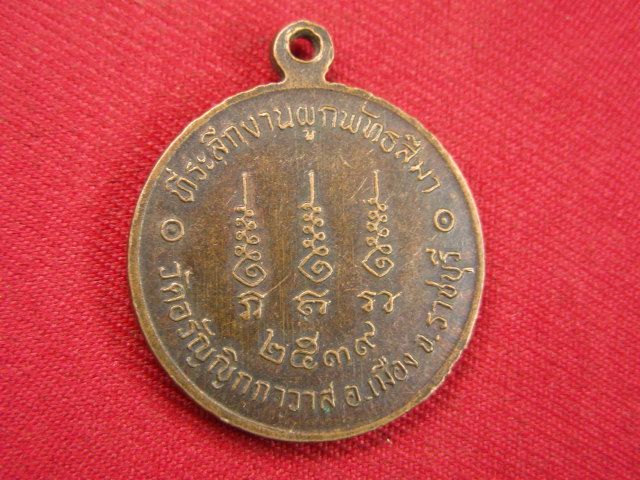 ที่ระลึกงานผูกพัทธสีมา
๒๕๓๙
วัดอรัญญิกกาวาส อ.เมือง จ.ราชบุรี